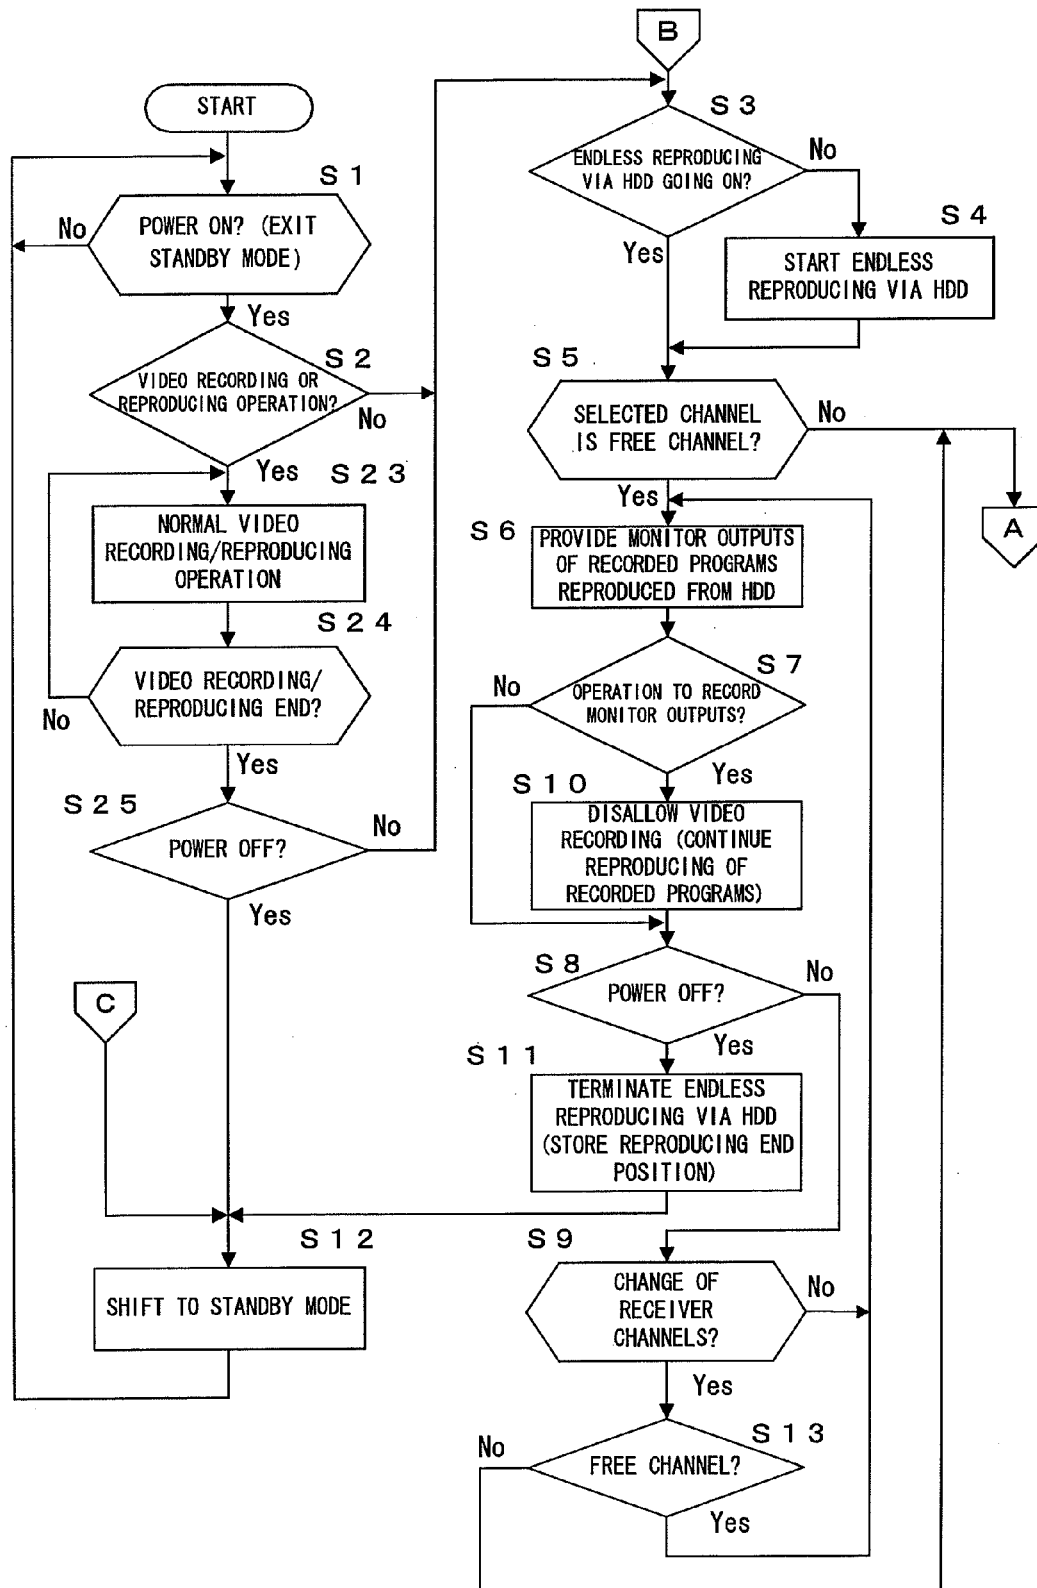 START
S1
POWER ON? (EXIT
STANDBY MODE)
No
Yes
S2
VIDEO RECORDING OR
REPRODUCING OPERATION?
No
Yes
S23
NORMAL VIDEO
RECORDING/REPRODUCING
OPERATION
S24
VIDEO RECORDING/
REPRODUCING END?
No
Yes
S25
POWER OFF?
No
Yes
C
S12
SHIFT TO STANDBY MODE
B
S3
ENDLESS REPRODUCING
VIA HDD GOING ON?
No
Yes
S4
START ENDLESS
REPRODUCING VIA HDD
S5
SELECTED CHANNEL
IS FREE CHANNEL?
No
Yes
A
S6
PROVIDE MONITOR OUTPUTS
OF RECORDED PROGRAMS
REPRODUCED FROM HDD
S7
OPERATION TO RECORD
MONITOR OUTPUTS?
No
Yes
S10
DISALLOW VIDEO
RECORDING (CONTINUE
REPRODUCING OF
RECORDED PROGRAMS)
S8
POWER OFF?
No
Yes
S11
TERMINATE ENDLESS
REPRODUCING VIA HDD
(STORE REPRODUCING END
POSITION)
S9
CHANGE OF
RECEIVER
CHANNELS?
No
Yes
S13
FREE CHANNEL?
No
Yes